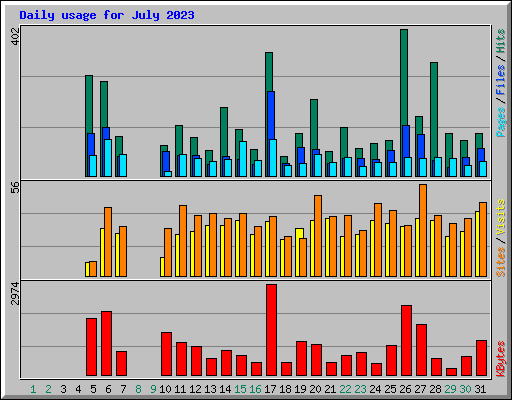 Daily usage for July 2023
402
56
2974
Pages / Files / Hits
Sites / Visits
KBytes
1 2 3 4 5 6 7 8 9 10 11 12 13 14 15 16 17 18 19 20 21 22 23 24 25 26 27 28 29 30 31